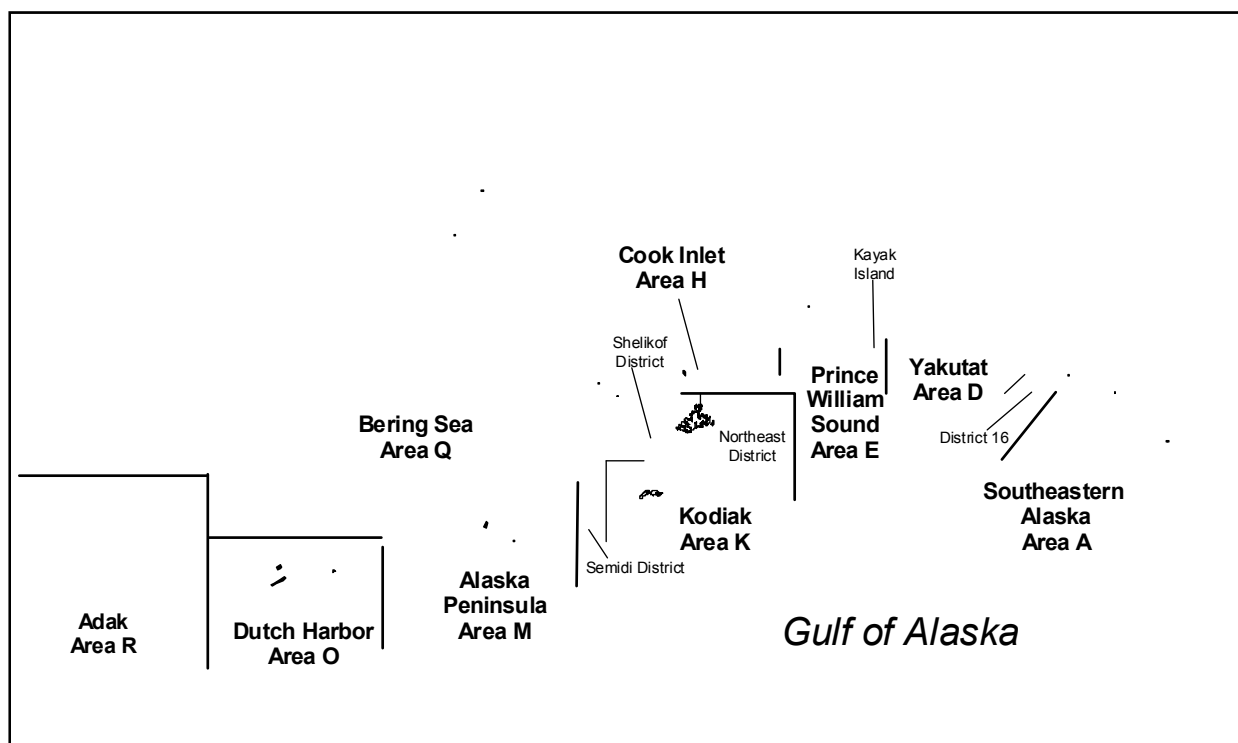 Cook Inlet
Area H
Kayak
Island
Shelikof
District
Prince
William
Sound
Area E
Yakutat
Area D
Bering Sea
Area Q
Northeast
District
District 16
Kodiak
Area K
Southeastern
Alaska
Area A
Semidi District
Alaska
Peninsula
Area M
Adak
Area R
Dutch Harbor
Area O
Gulf of Alaska